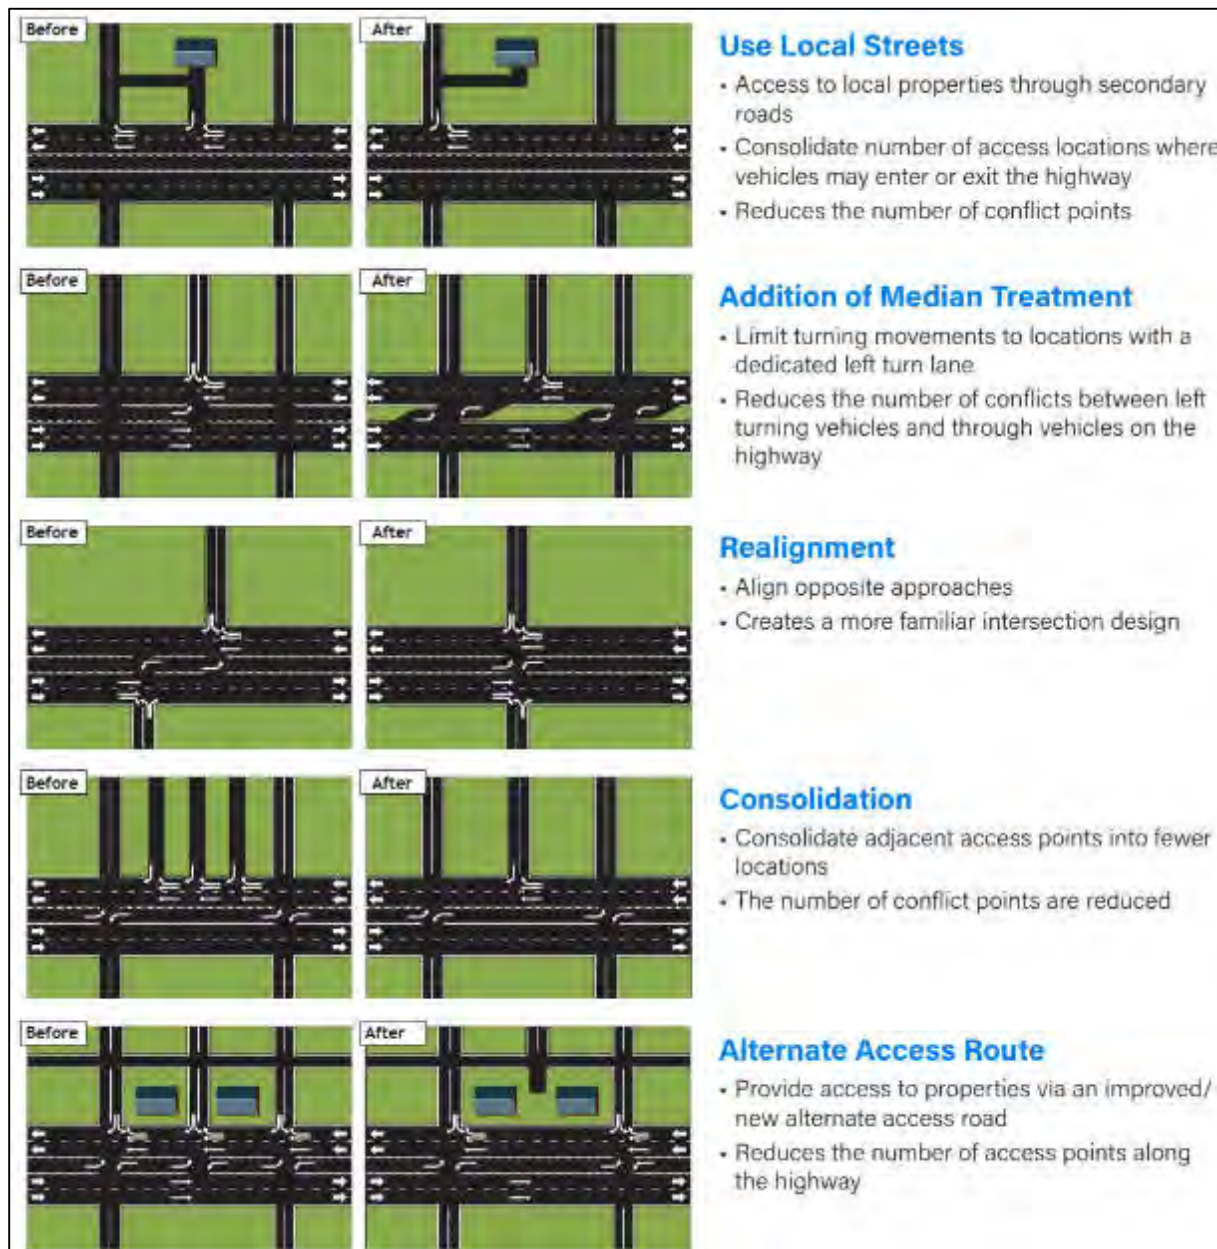 Before
After
Use Local Streets
• Access to local properties through secondary
roads
• Consolidate number of access locations where
vehicles may enter or exit the highway
• Reduces the number of conflict points
Before
After
Addition of Median Treatment
• Limit turning movements to locations with a
dedicated left turn lane
• Reduces the number of conflicts between left
turning vehicles and through vehicles on the
highway
Before
After
Realignment
• Align opposite approaches
• Creates a more familiar intersection design
Before
After
Consolidation
• Consolidate adjacent access points into fewer
locations
• The number of conflict points are reduced
Before
After
Alternate Access Route
• Provide access to properties via an improved/
new alternate access road
• Reduces the number of access points along
the highway